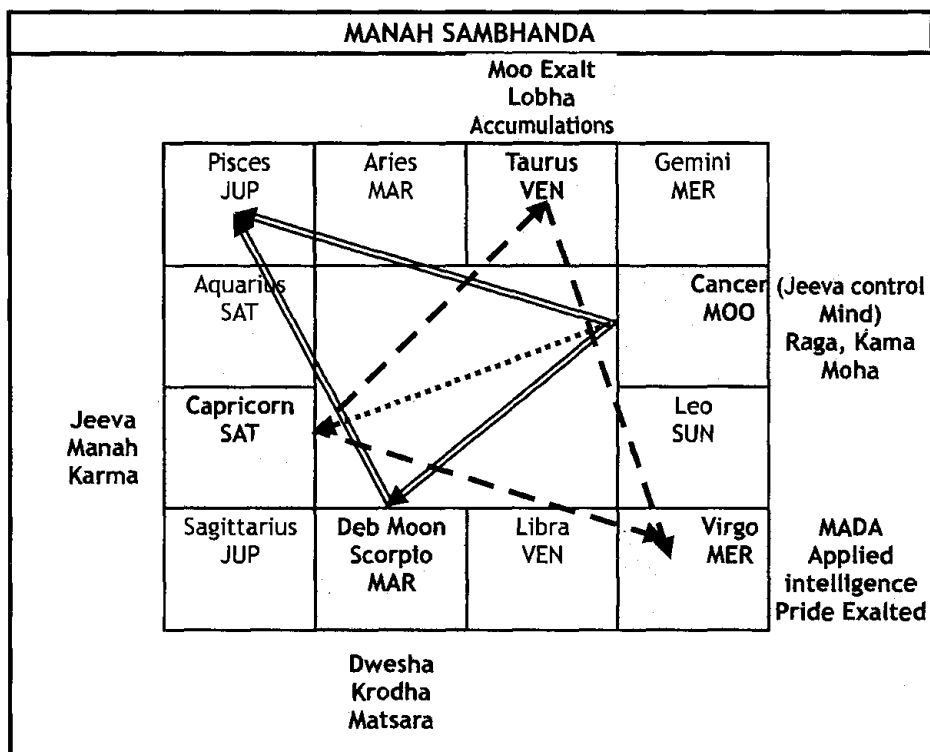 MANAH SAMBHANDA
Moo Exalt
Lobha
Accumulations
Pisces
JUP
Aries
MAR
Taurus
VEN
Gemini
MER
Aquarius
SAT
Cancer
MOO
(Jeeva control
Mind)
Raga, Kama
Moha
Jeeva
Manah
Karma
Capricorn
SAT
Leo
SUN
Sagittarius
JUP
Deb Moon
Scorpio
MAR
Libra
VEN
Virgo
MER
MADA
Applied
intelligence
Pride Exalted
Dwesha
Krodha
Matsara